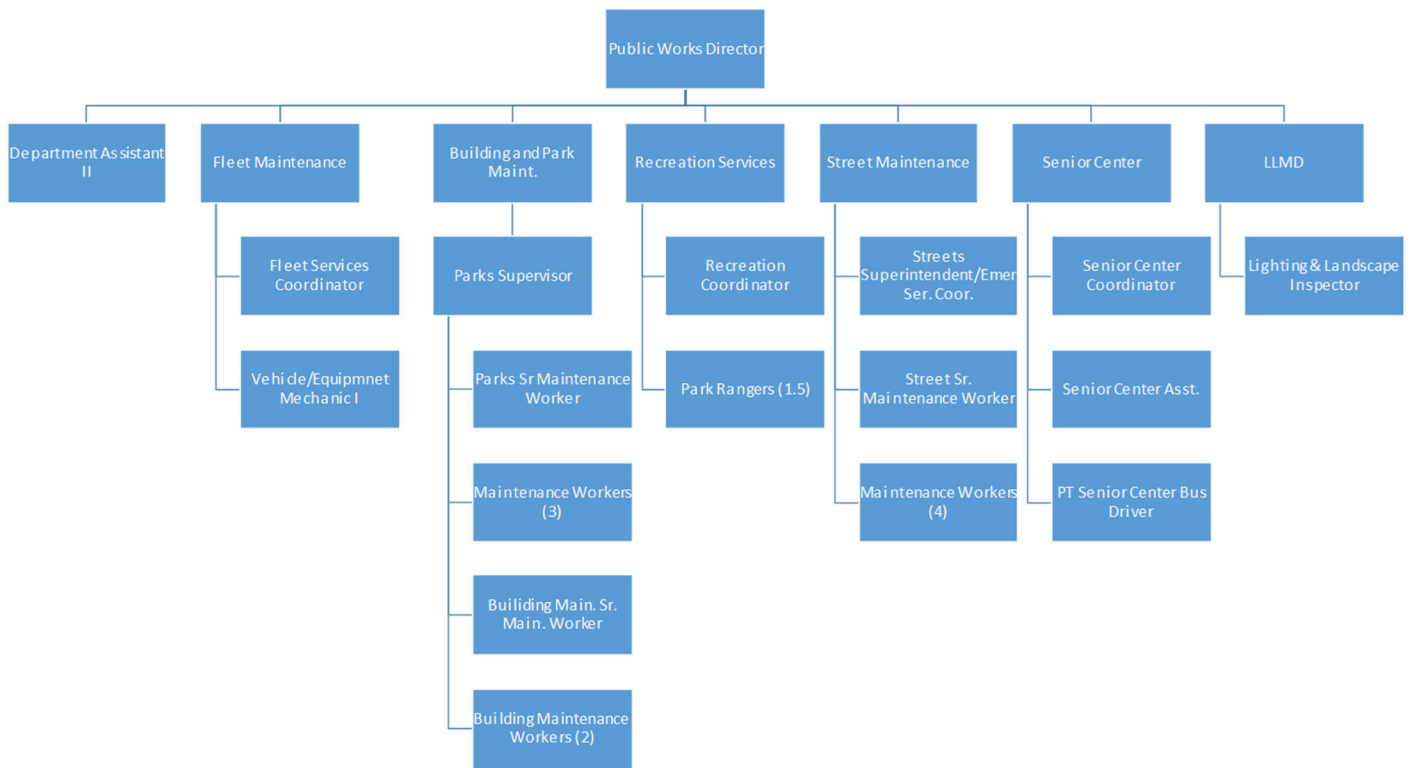 Public Works Director
Department Assistant
II
Fleet Maintenance
Building and Park
Maint.
Recreation Services
Street Maintenance
Senior Center
LLMD
Fleet Services
Coordinator
Parks Supervisor
Recreation
Coordinator
Streets
Superintendent/Emer
Ser. Coor.
Senior Center
Coordinator
Lighting & Landscape
Inspector
Vehicle/Equipmnet
Mechanic I
Parks Sr Maintenance
Worker
Park Rangers (1.5)
Street Sr.
Maintenance Worker
Senior Center Asst.
Maintenance Workers
(3)
Maintenance Workers
(4)
PT Senior Center Bus
Driver
Builiding Main. Sr.
Main. Worker
Building Maintenance
Workers (2)